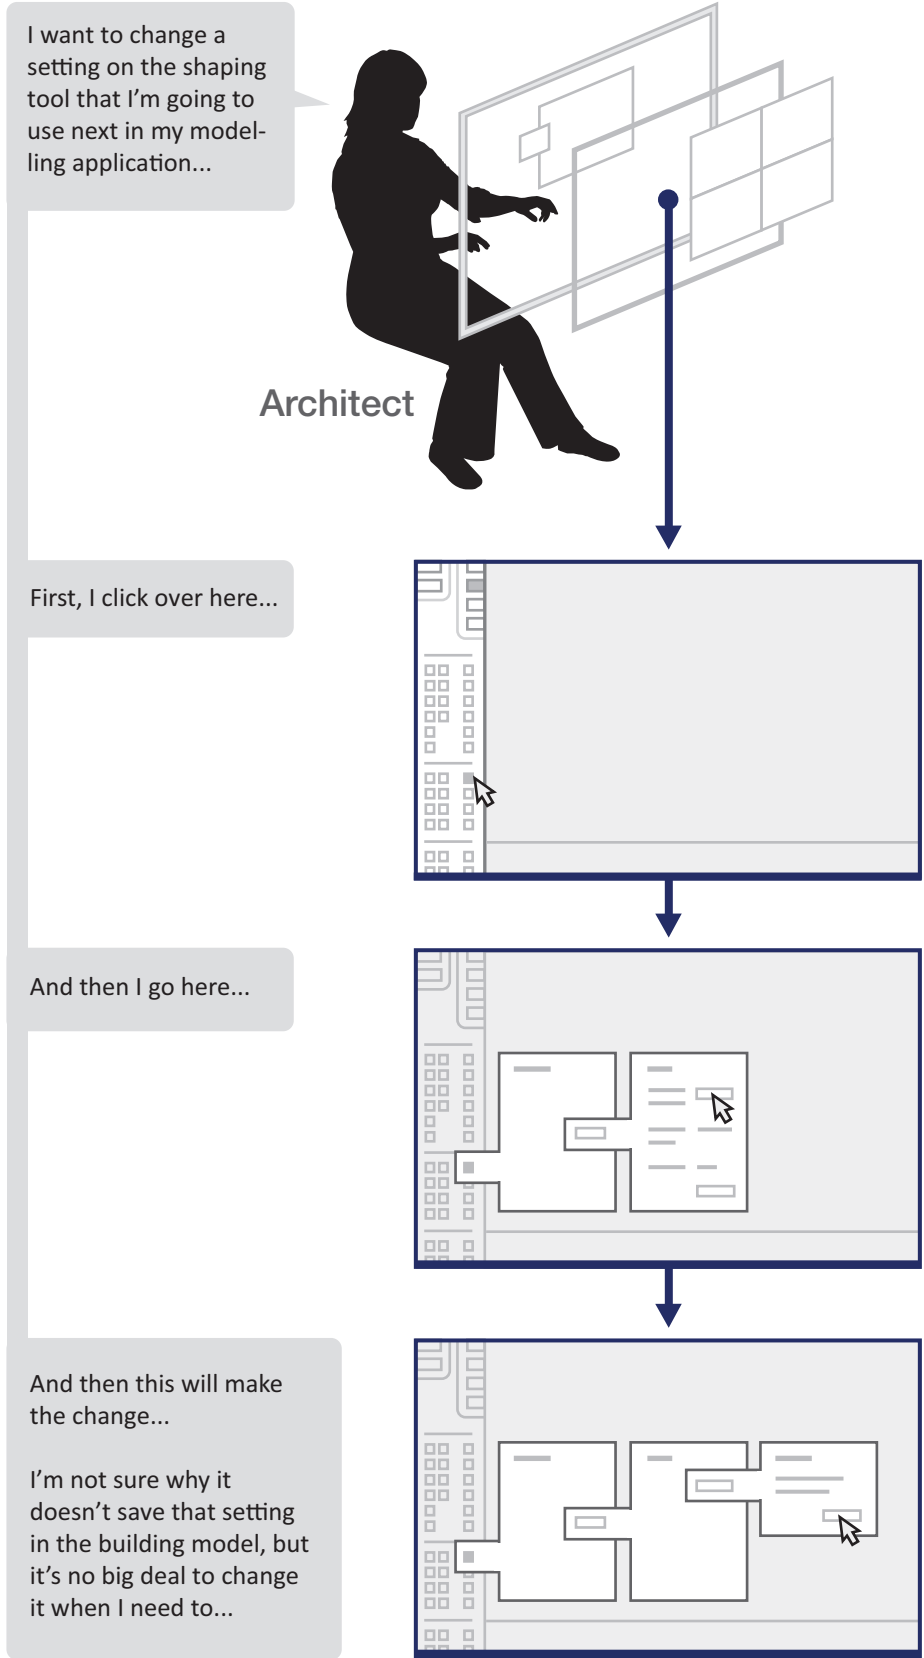 I want to change a
setting on the shaping
tool that I'm going to
use next in my model-
ling application...
Architect
First, I click over here...
And then I go here...
And then this will make
the change...
I'm not sure why it
doesn't save that setting
in the building model, but
it's no big deal to change
it when I need to...